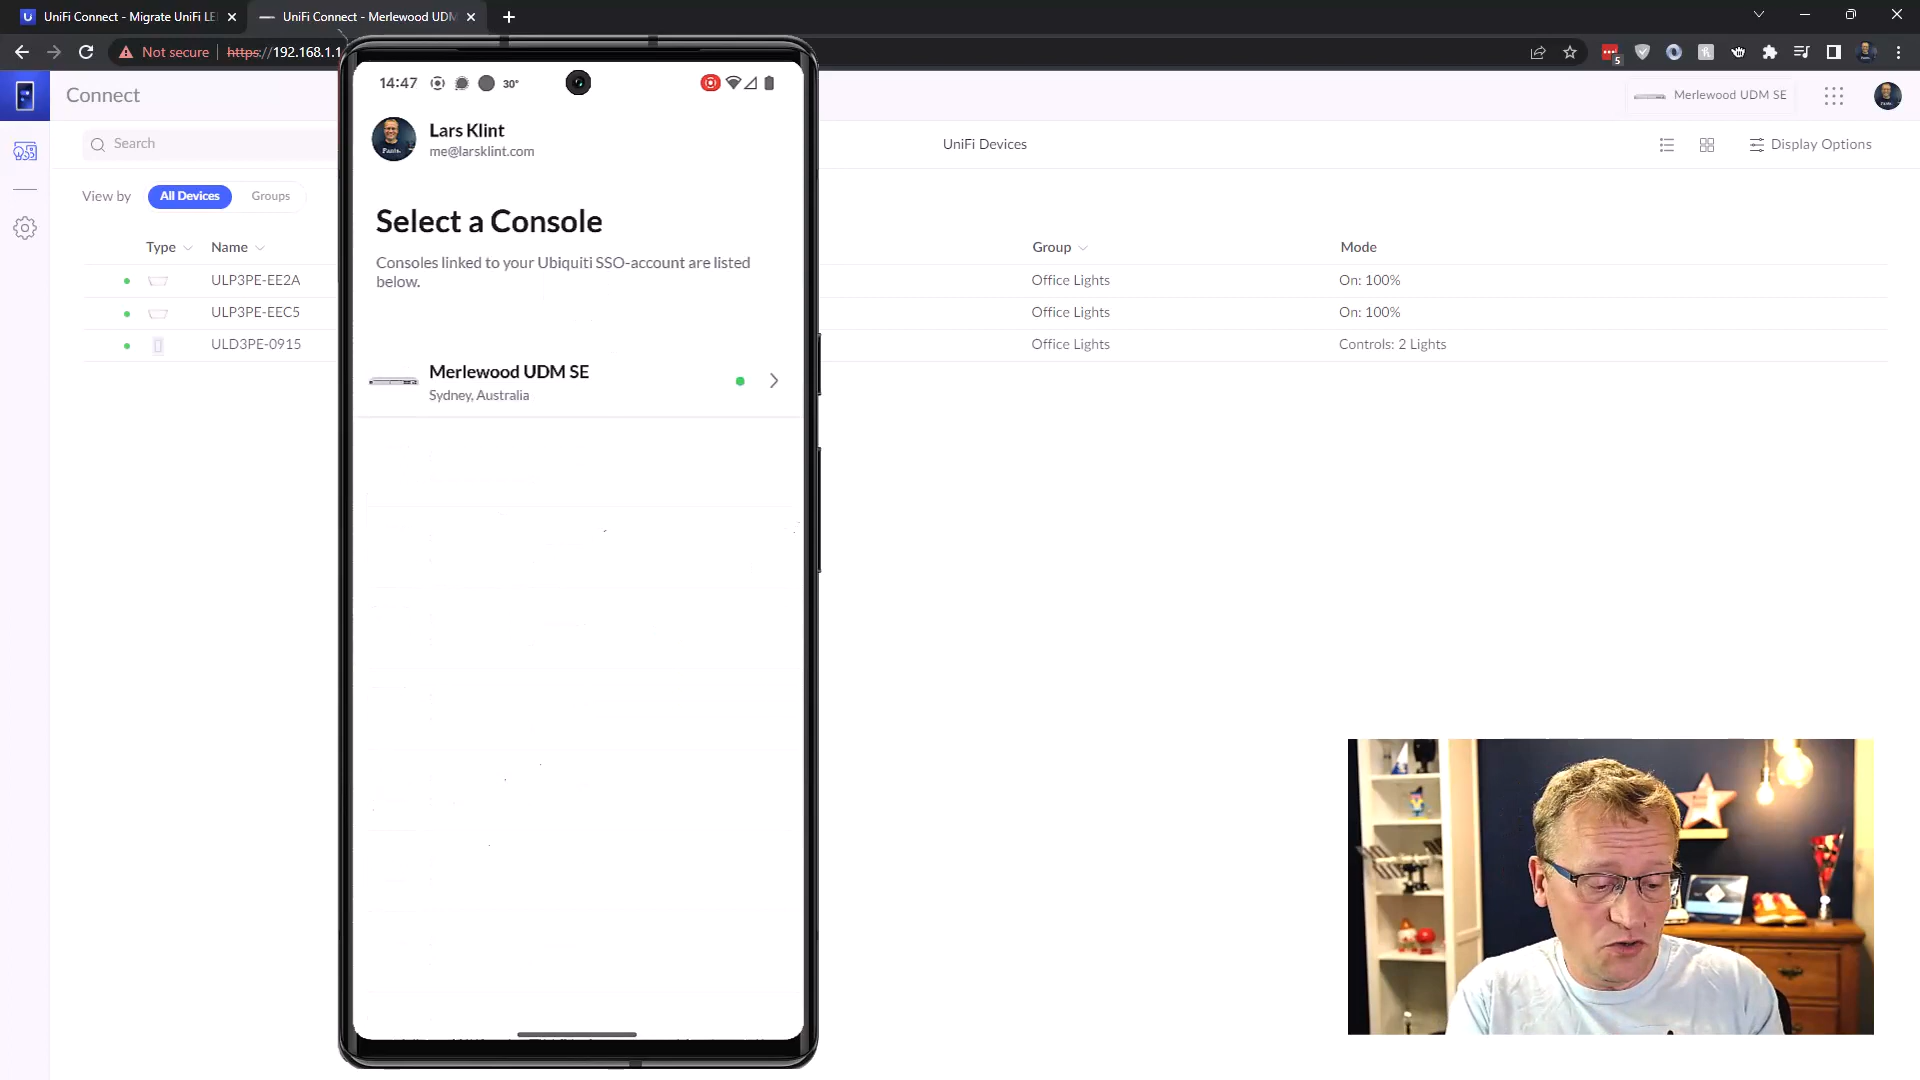 UniFi Connect - Migrate UniFi LE
UniFi Connect - Merlewood UDM
Not secure
https://192.168.1.1
5
Connect
Merlewood UDM SE
Search
UniFi Devices
Display Options
View by
All Devices
Groups
Type
Name
Group
Mode
ULP3PE-EE2A
Office Lights
On: 100%
ULP3PE-EEC5
Office Lights
On: 100%
ULD3PE-0915
Office Lights
Controls: 2 Lights
14:47
30°
Lars Klint
me@larsklint.com
Select a Console
Consoles linked to your Ubiquiti SSO-account are listed
below.
Merlewood UDM SE
Sydney, Australia